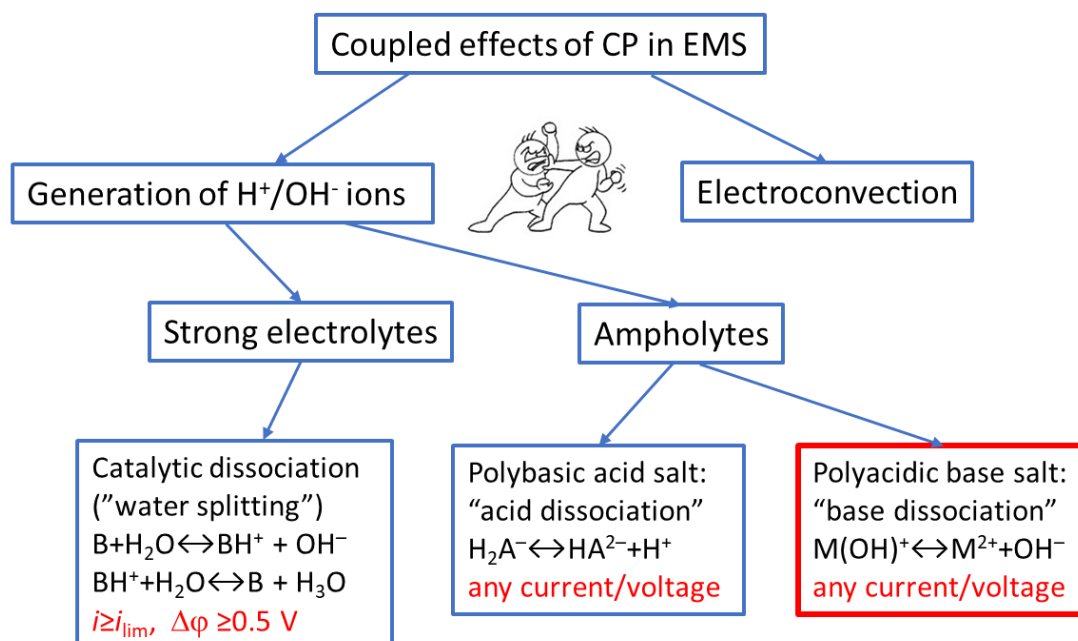 Coupled effects of CP in EMS
Generation of H⁺/OH⁻ ions
Electroconvection
Strong electrolytes
Ampholytes
Catalytic dissociation
(”water splitting”)
B+H₂O↔BH⁺ + OH⁻
BH⁺+H₂O↔B + H₃O
i≥iₗᵢₘ, Δφ ≥0.5 V
Polybasic acid salt:
“acid dissociation”
H₂A⁻↔HA²⁻+H⁺
any current/voltage
Polyacidic base salt:
“base dissociation”
M(OH)⁺↔M²⁺+OH⁻
any current/voltage